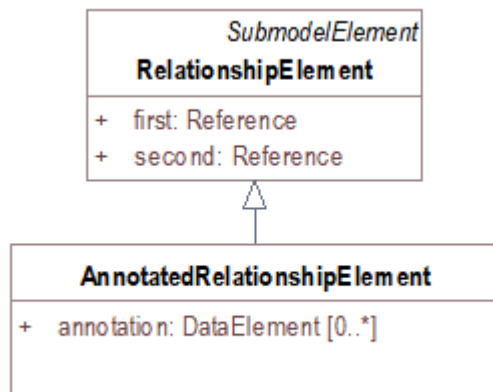 SubmodelElement
RelationshipElement
+ first: Reference
+ second: Reference
AnnotatedRelationshipElement
+ annotation: DataElement [0..*]